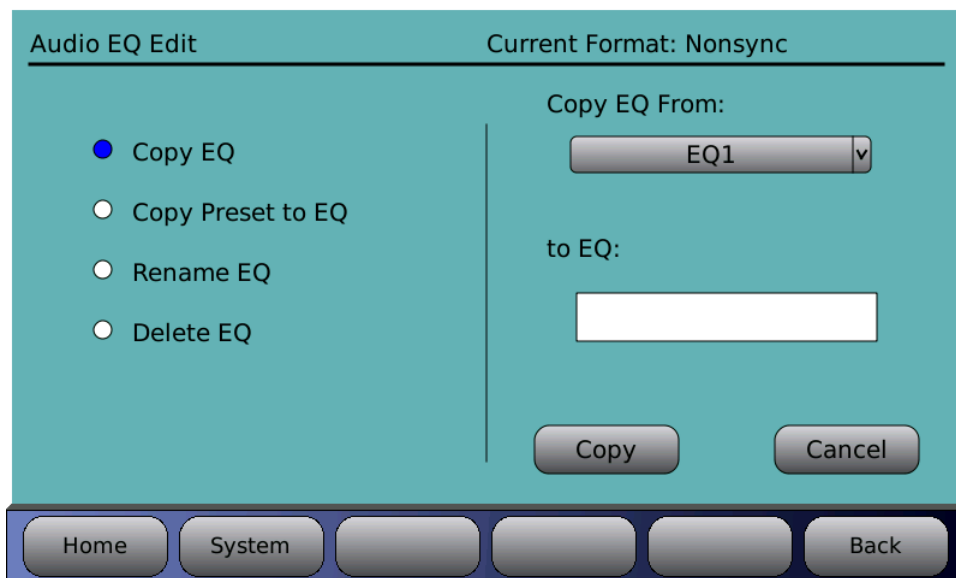 Audio EQ Edit
Current Format: Nonsync
Copy EQ
Copy Preset to EQ
Rename EQ
Delete EQ
Copy EQ From:
EQ1
to EQ:
Copy
Cancel
Home
System
Back